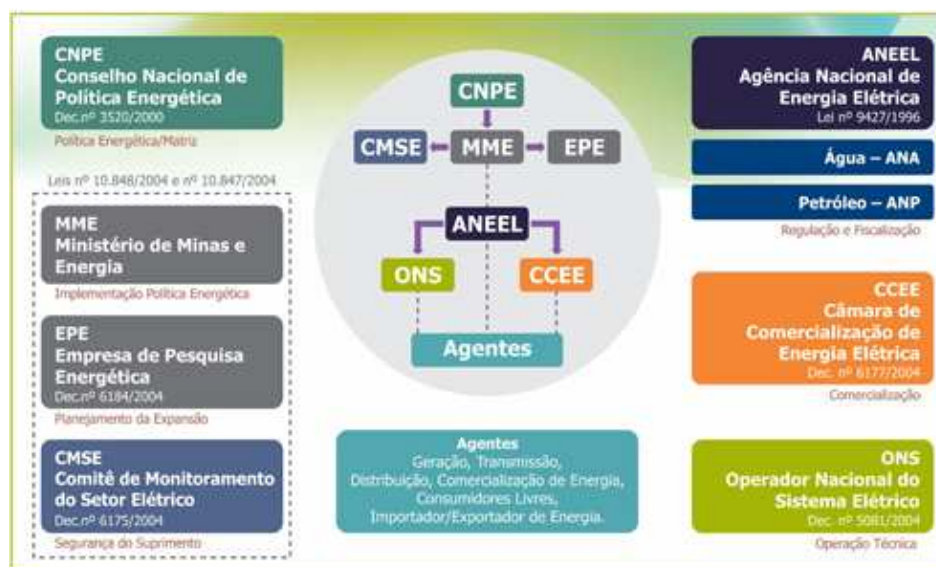 CNPE
Conselho Nacional de
Política Energética
Dec.nº 3520/2000
Política Energética/Matriz
Leis nº 10.848/2004 e nº 10.847/2004
MME
Ministério de Minas e
Energia
Implementação Política Energética
EPE
Empresa de Pesquisa
Energética
Dec.nº 6184/2004
Planejamento da Expansão
CMSE
Comitê de Monitoramento
do Setor Elétrico
Dec.nº 6175/2004
Segurança do Suprimento
CNPE
CMSE
MME
EPE
ANEEL
ONS
CCEE
Agentes
Agentes
Geração, Transmissão,
Distribuição, Comercialização de Energia,
Consumidores Livres,
Importador/Exportador de Energia.
ANEEL
Agência Nacional de
Energia Elétrica
Lei nº 9427/1996
Água – ANA
Petróleo – ANP
Regulação e Fiscalização
CCEE
Câmara de
Comercialização de
Energia Elétrica
Dec. nº 6177/2004
Comercialização
ONS
Operador Nacional do
Sistema Elétrico
Dec. nº 5081/2004
Operação Técnica